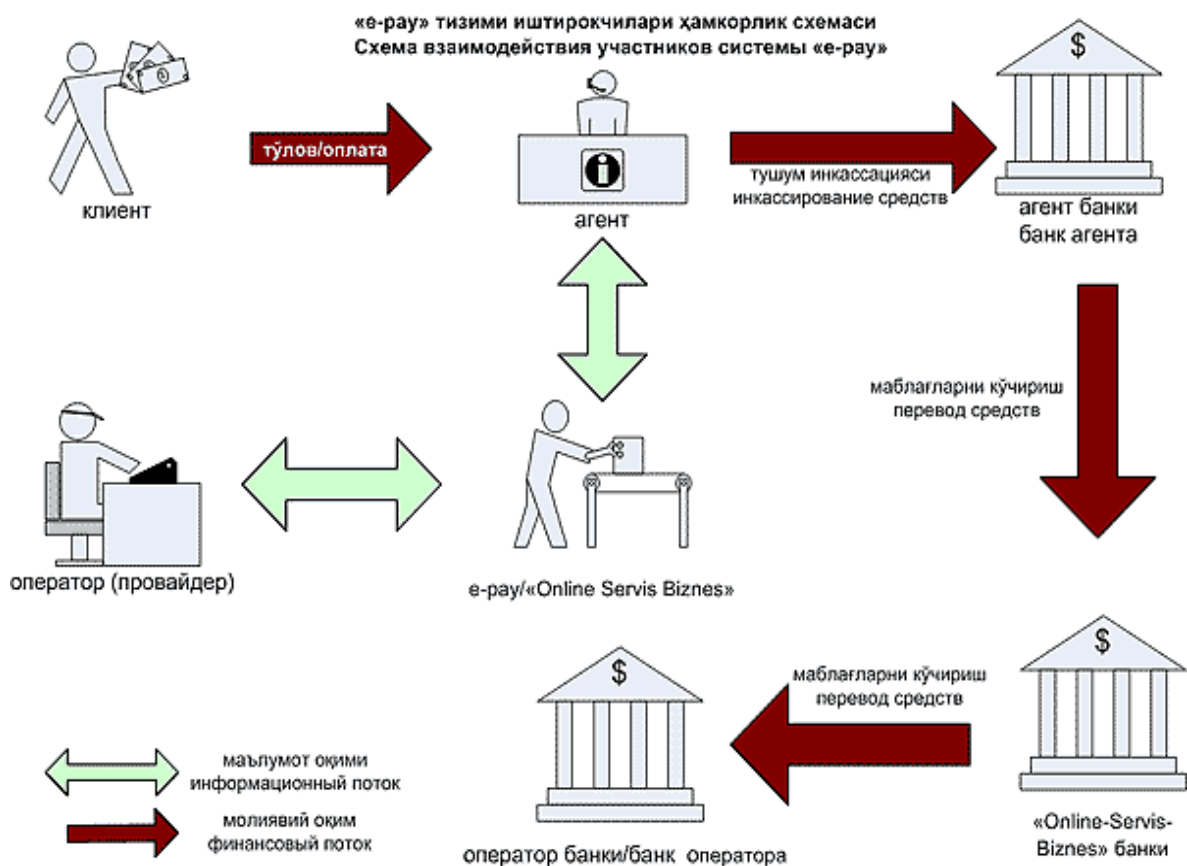 «e-pay» тизими иштирокчилари ҳамкорлик схемаси
Схема взаимодействия участников системы «e-pay»
$
тўлов/оплата
клиент
i
агент
тушум инкассацияси
инкассирование средств
агент банки
банк агента
маблағларни кўчириш
перевод средств
оператор (провайдер)
e-pay/«Online Servis Biznes»
$
$
маблағларни кўчириш
перевод средств
маълумот оқими
информационный поток
молиявий оқим
финансовый поток
оператор банки/банк оператора
«Online-Servis-
Biznes» банки